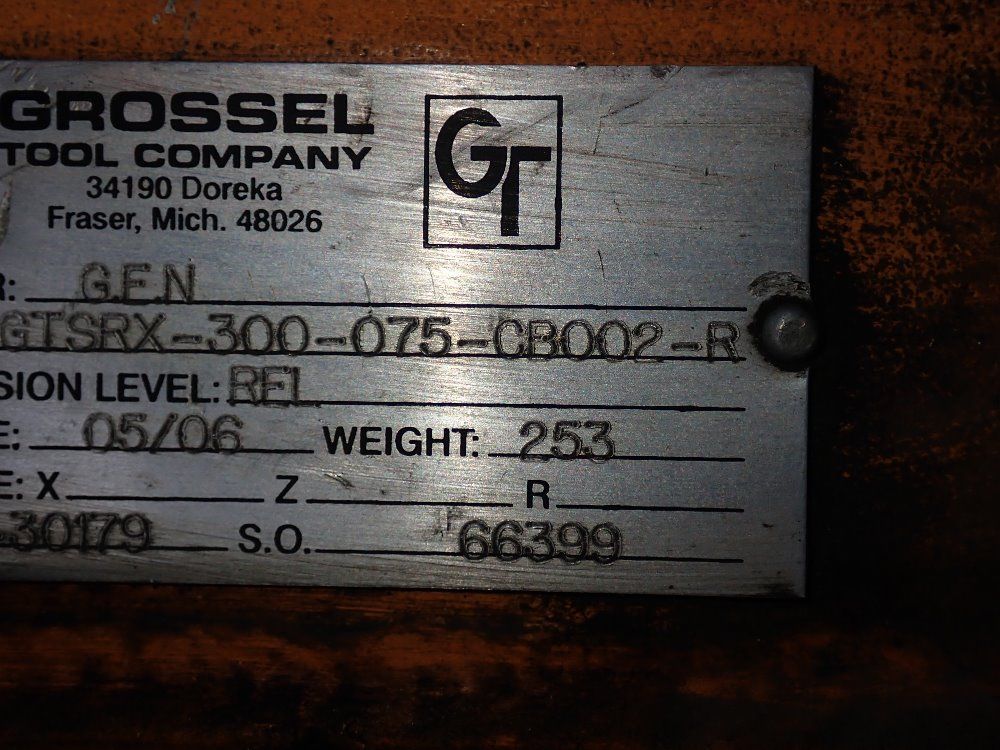 GROSSEL
TOOL COMPANY
34190 Doreka
Fraser, Mich. 48026
GT
R: G.E.N
GTSRX-300-075-CB002-R
SION LEVEL: REL
E: 05/06 WEIGHT: 253
E: X Z R
30179 S.O. 66399